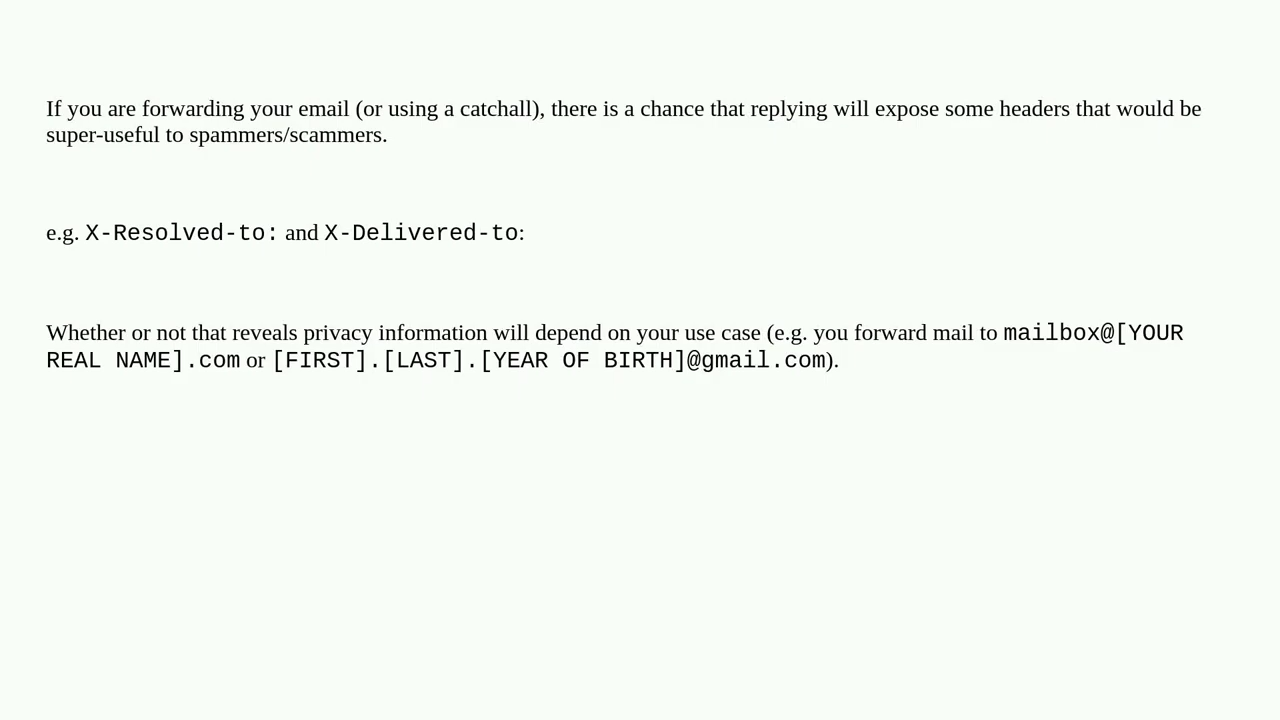 If you are forwarding your email (or using a catchall), there is a chance that replying will expose some headers that would be
super-useful to spammers/scammers.
e.g. X-Resolved-to: and X-Delivered-to:
Whether or not that reveals privacy information will depend on your use case (e.g. you forward mail to mailbox@[YOUR
REAL NAME].com or [FIRST].[LAST].[YEAR OF BIRTH]@gmail.com).